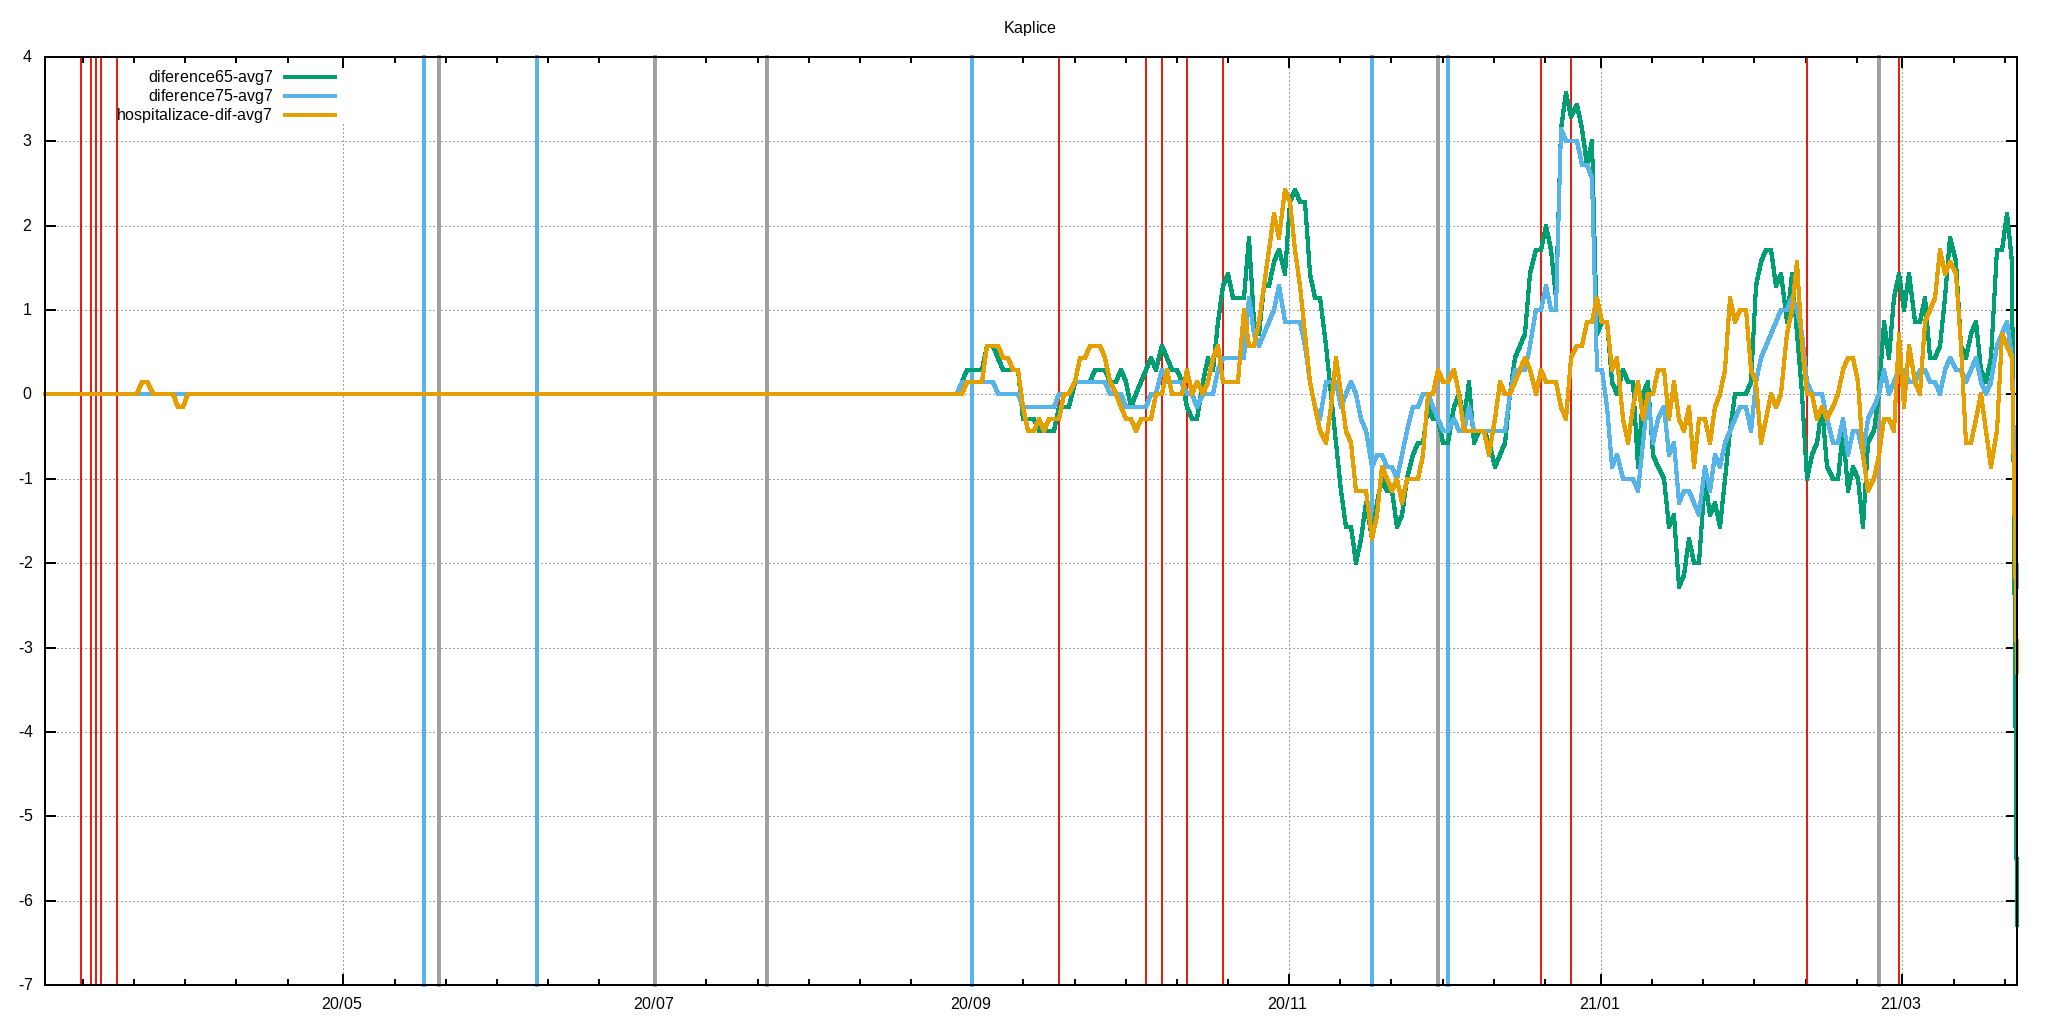 Kaplice
4
diference65-avg7
diference75-avg7
hospitalizace-dif-avg7
3
2
1
0
-1
-2
-3
-4
-5
-6
-7
20/05 20/07 20/09 20/11 21/01 21/03